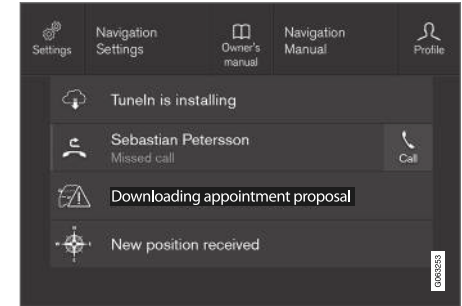 Settings
Navigation
Settings
Owner's
manual
Navigation
Manual
Profile
TuneIn is installing
Sebastian Petersson
Missed call
Call
Downloading appointment proposal
New position received
G063253